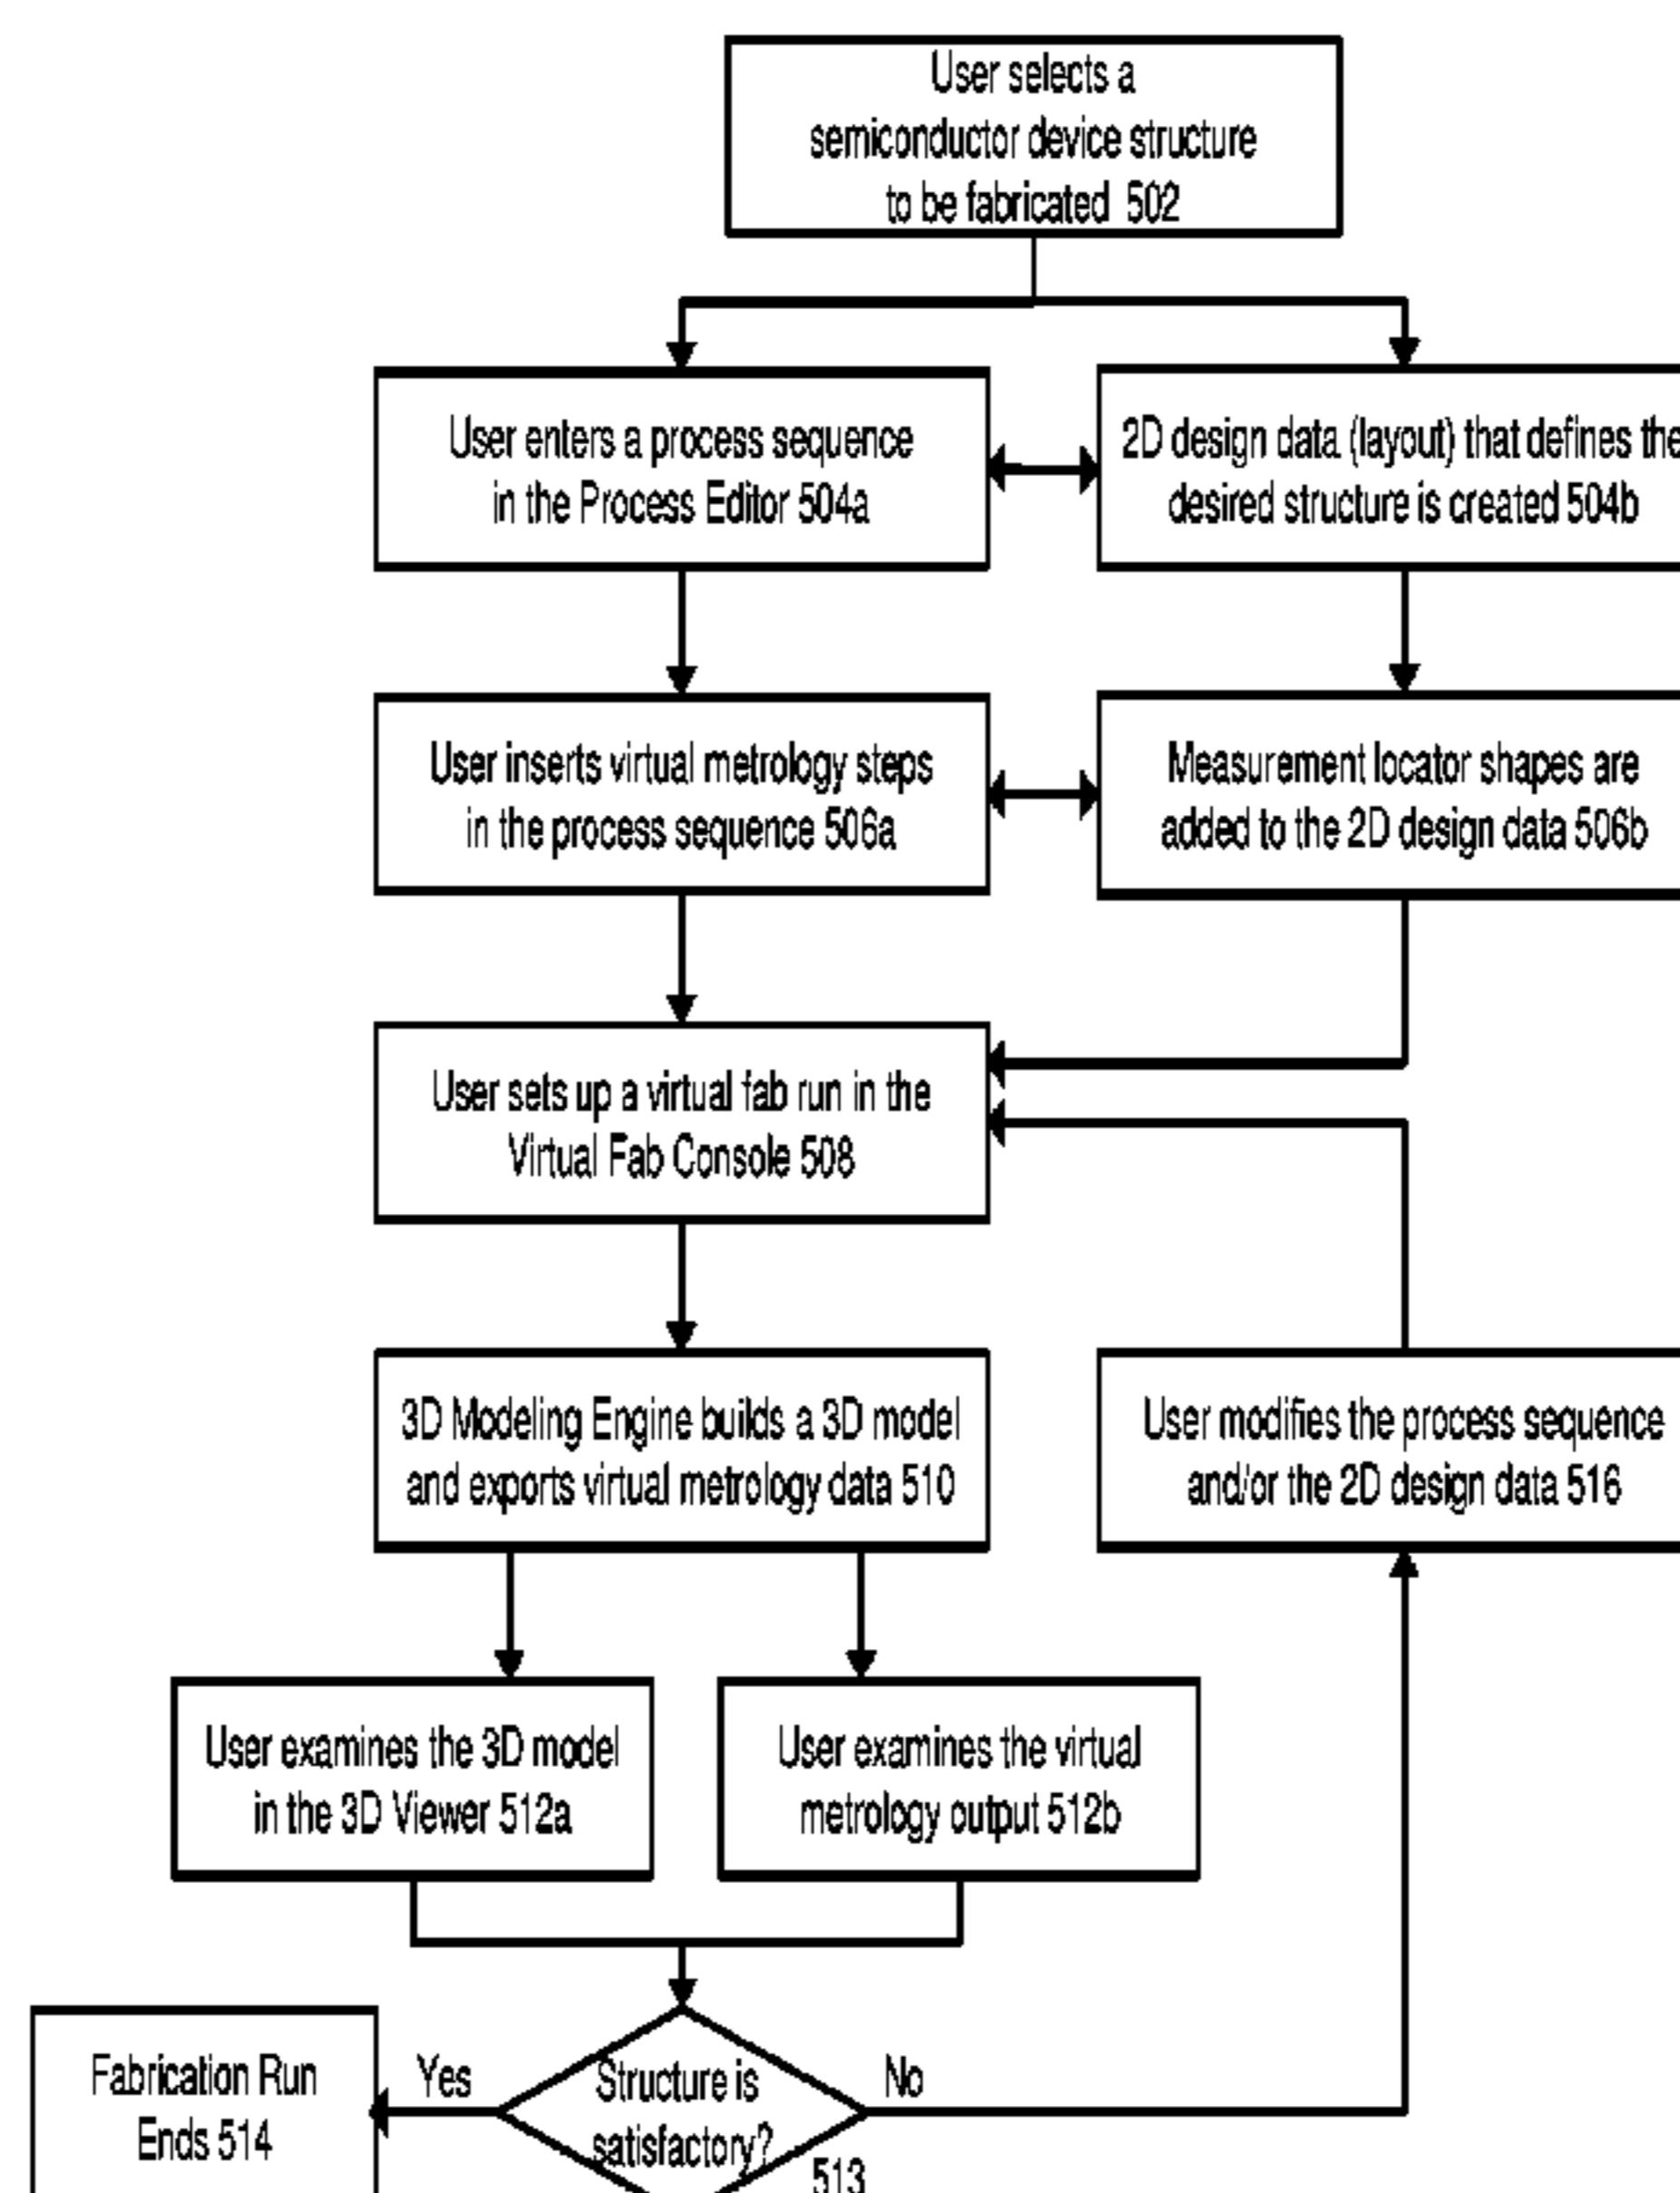 User selects a
semiconductor device structure
to be fabricated 502
User enters a process sequence
in the Process Editor 504a
2D design data (layout) that defines the
desired structure is created 504b
User inserts virtual metrology steps
in the process sequence 506a
Measurement locator shapes are
added to the 2D design data 506b
User sets up a virtual fab run in the
Virtual Fab Console 508
3D Modeling Engine builds a 3D model
and exports virtual metrology data 510
User modifies the process sequence
and/or the 2D design data 516
User examines the 3D model
in the 3D Viewer 512a
User examines the virtual
metrology output 512b
Fabrication Run
Ends 514
Yes
Structure is
satisfactory?
513
No